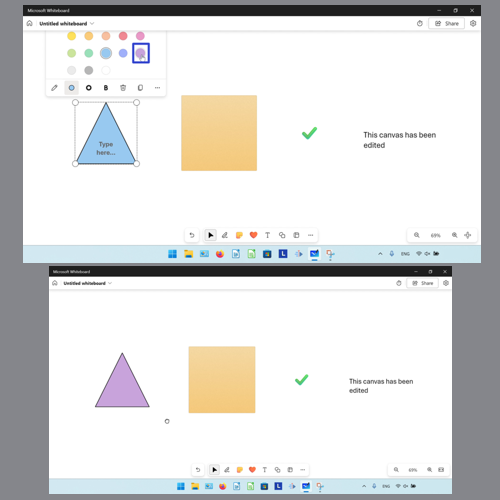 Microsoft Whiteboard
Untitled whiteboard
Share
B
Type
here...
This canvas has been
edited
T
69%
L
ENG
Microsoft Whiteboard
Untitled whiteboard
Share
This canvas has been
edited
T
69%
L
ENG